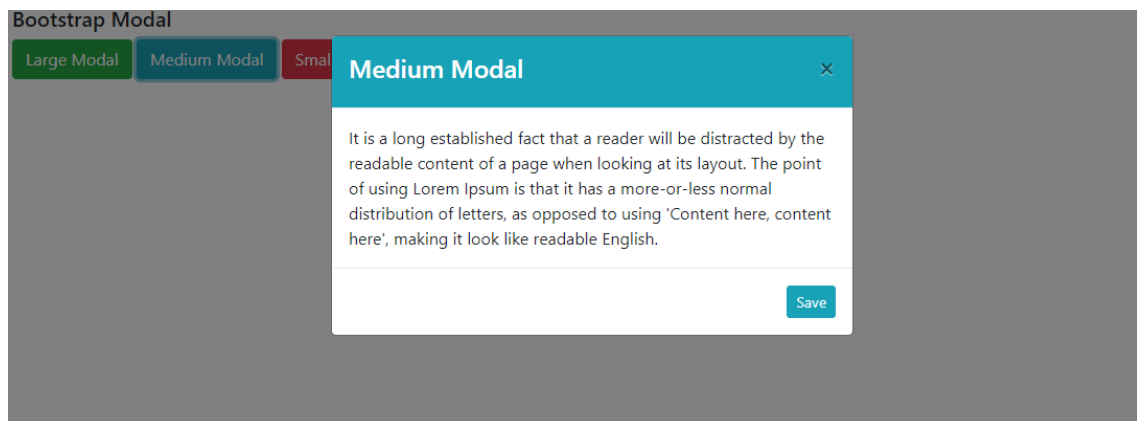 Bootstrap Modal
Large Modal Medium Modal Smal
Medium Modal ×
It is a long established fact that a reader will be distracted by the
readable content of a page when looking at its layout. The point
of using Lorem Ipsum is that it has a more-or-less normal
distribution of letters, as opposed to using 'Content here, content
here', making it look like readable English.
Save